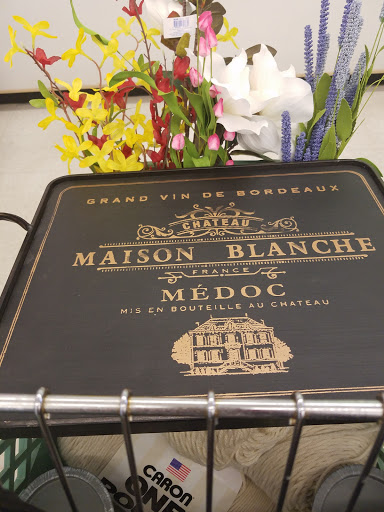 GRAND VIN DE BORDEAUX
CHATEAU
MAISON BLANCHE
FRANCE
MÉDOC
MIS EN BOUTEILLE AU CHATEAU
CARON
ONE